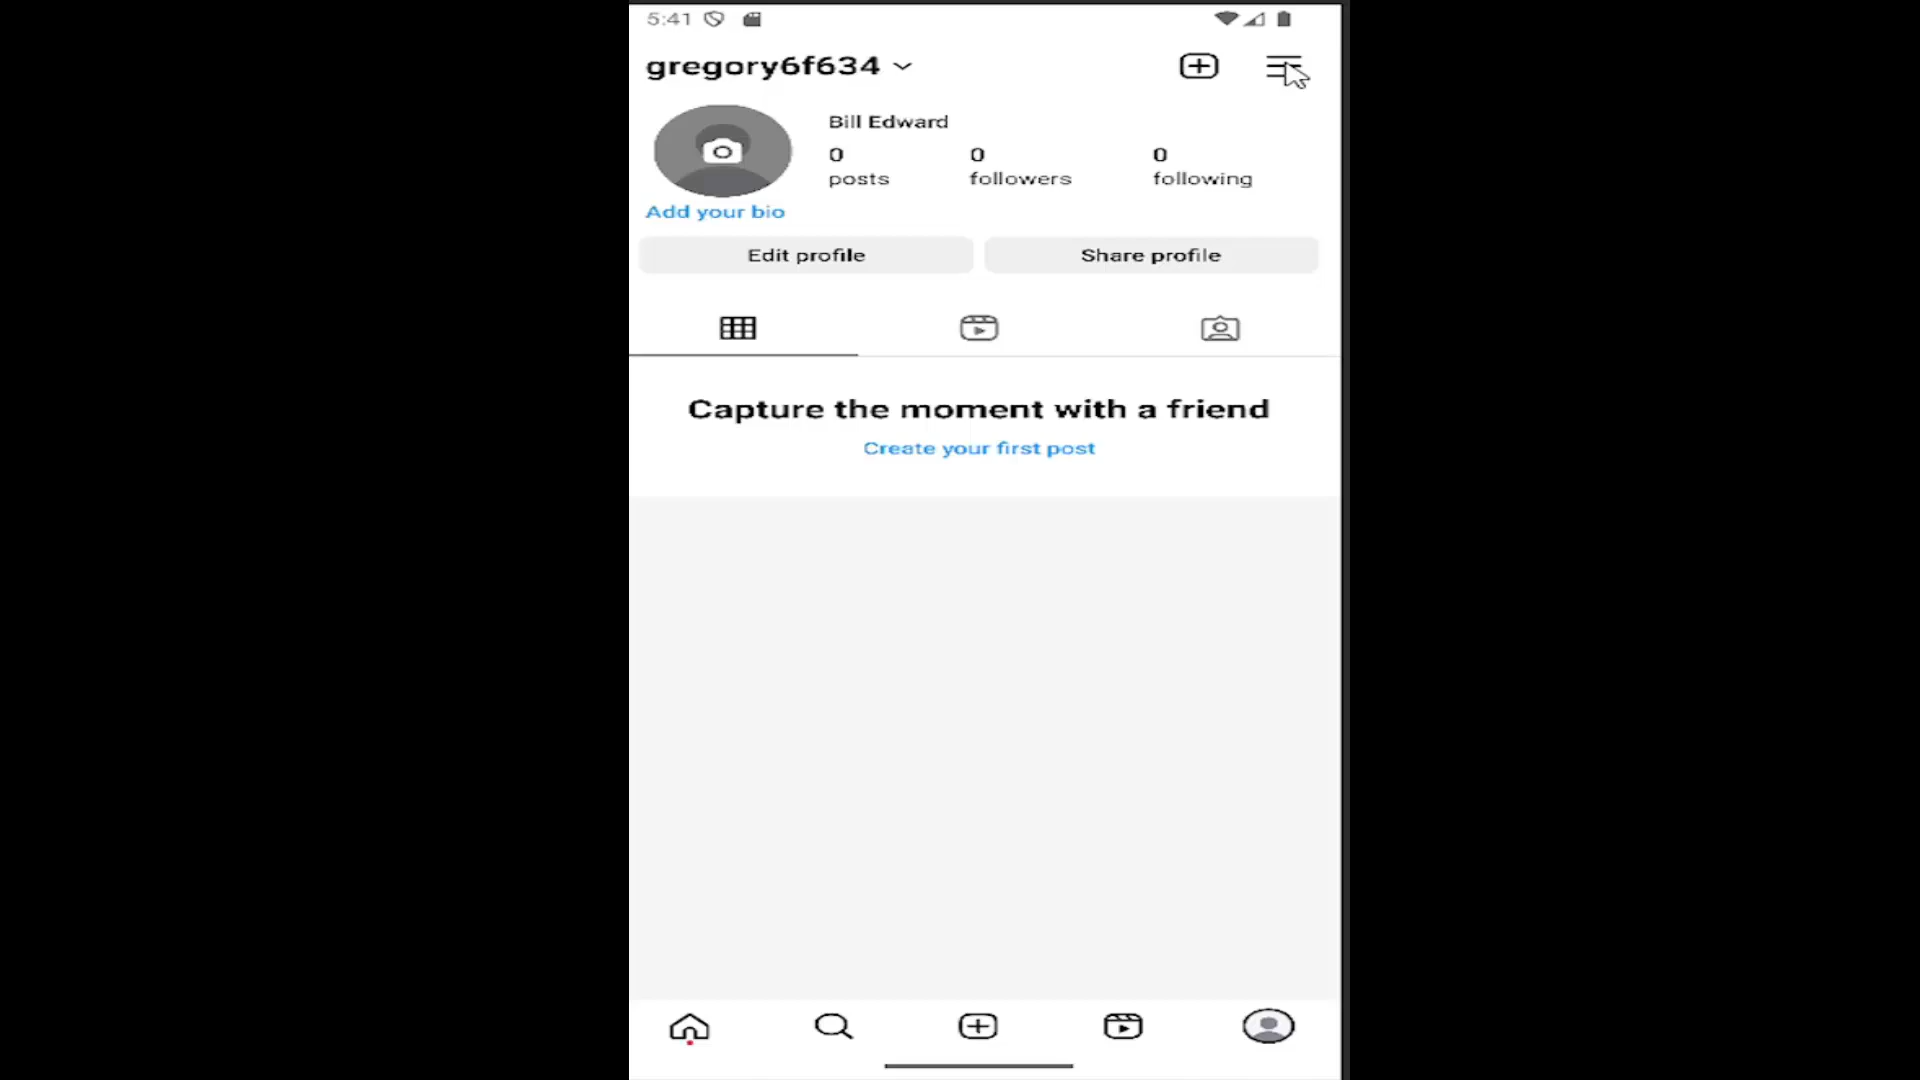 5:41
gregory6f634
Bill Edward
0 0 0
posts followers following
Add your bio
Edit profile Share profile
Capture the moment with a friend
Create your first post